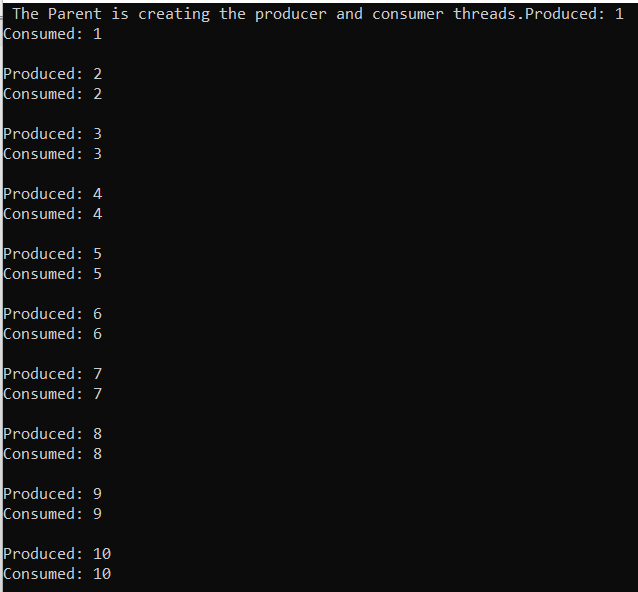 The Parent is creating the producer and consumer threads.Produced: 1
Consumed: 1
Produced: 2
Consumed: 2
Produced: 3
Consumed: 3
Produced: 4
Consumed: 4
Produced: 5
Consumed: 5
Produced: 6
Consumed: 6
Produced: 7
Consumed: 7
Produced: 8
Consumed: 8
Produced: 9
Consumed: 9
Produced: 10
Consumed: 10